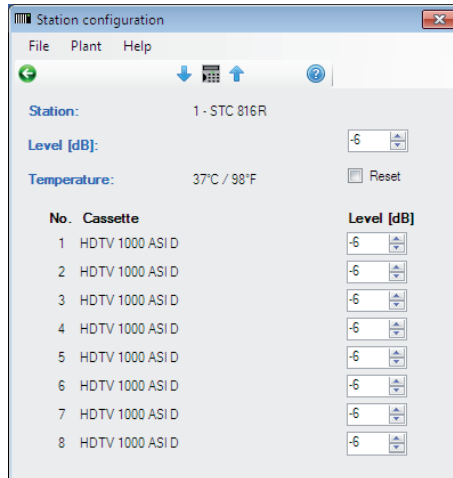 Station configuration
File Plant Help
Station: 1 - STC 816R
Level [dB]: -6
Temperature: 37°C / 98°F Reset
No. Cassette Level [dB]
1 HDTV 1000 ASI D -6
2 HDTV 1000 ASI D -6
3 HDTV 1000 ASI D -6
4 HDTV 1000 ASI D -6
5 HDTV 1000 ASI D -6
6 HDTV 1000 ASI D -6
7 HDTV 1000 ASI D -6
8 HDTV 1000 ASI D -6